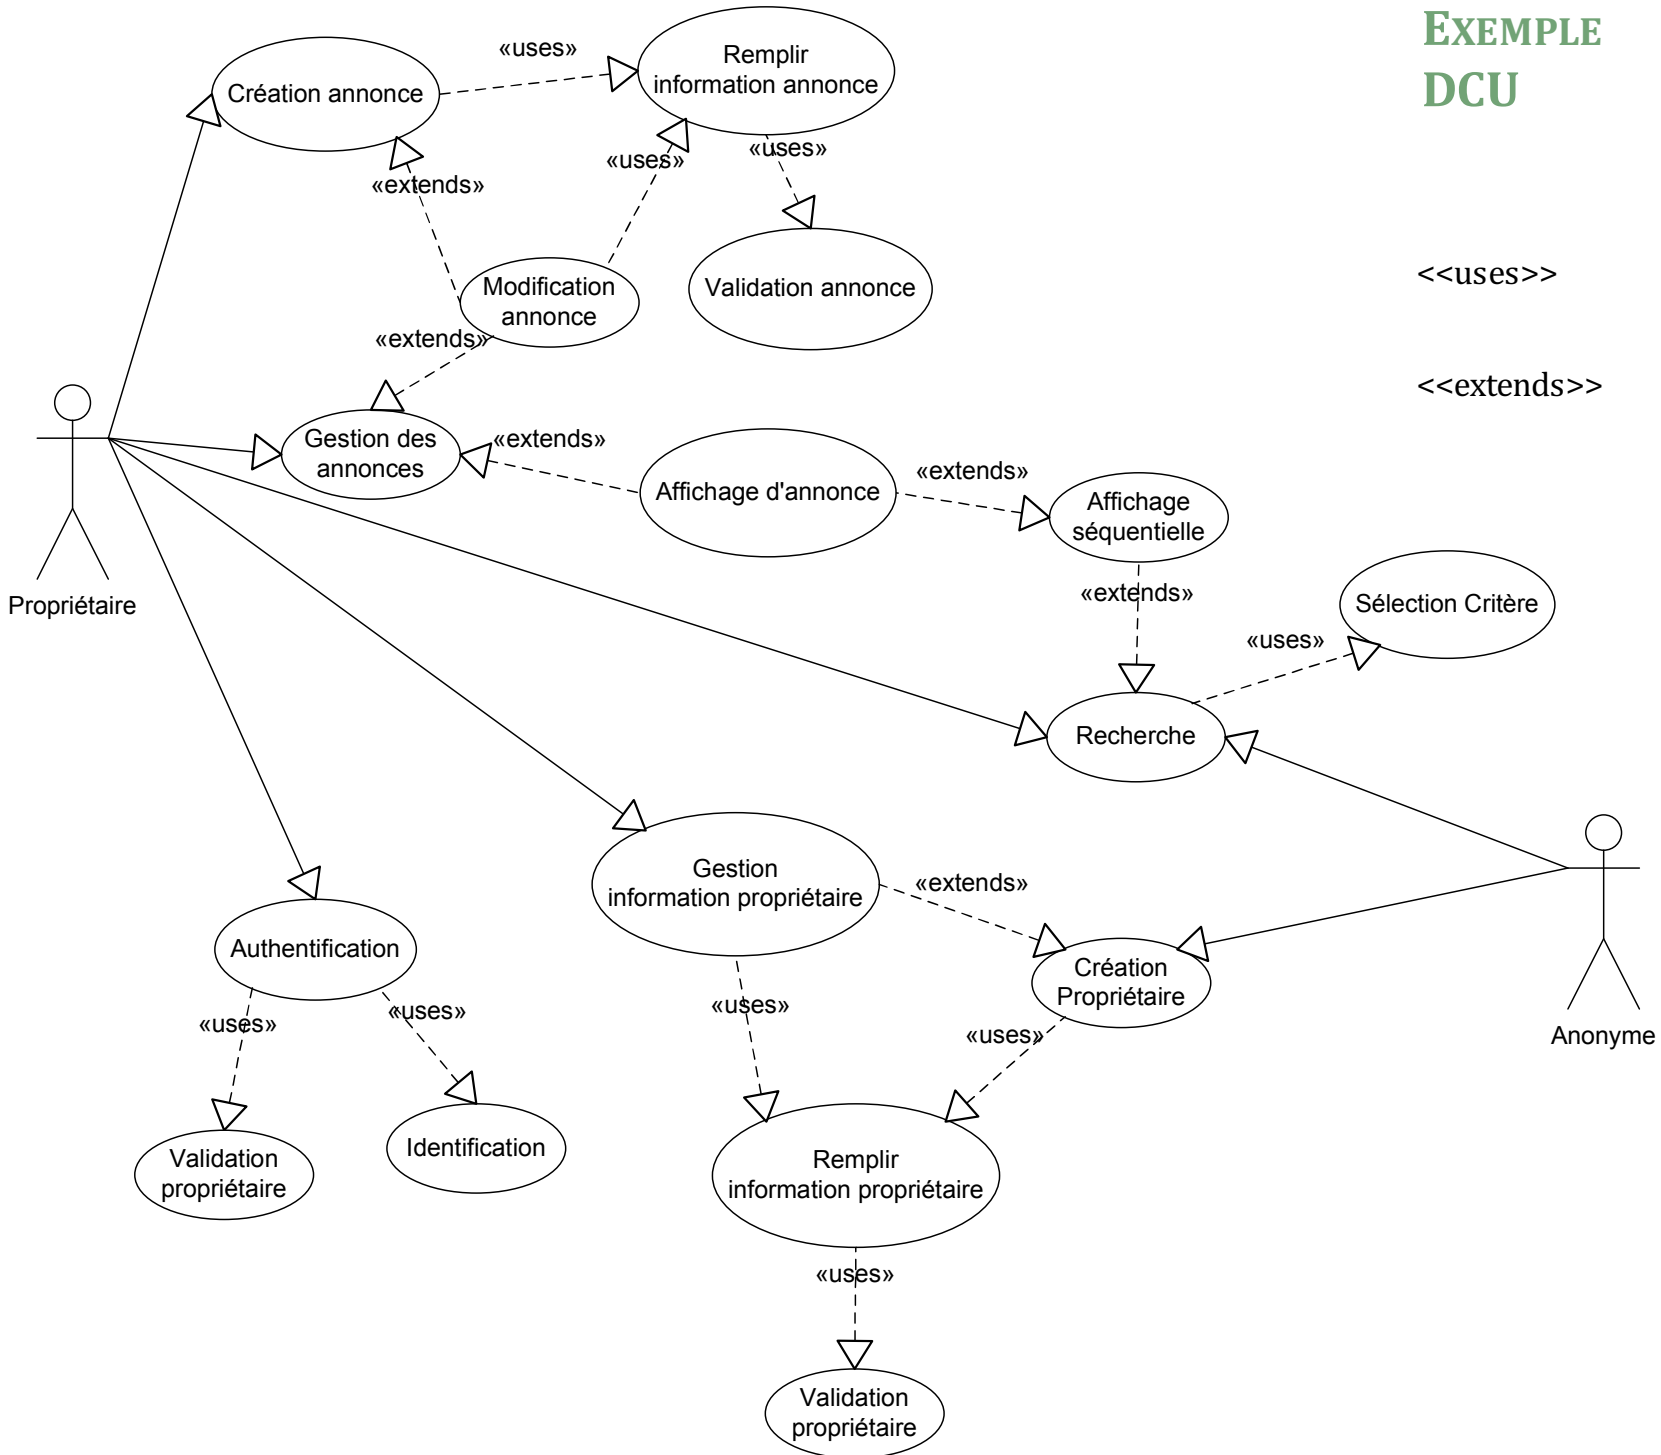 EXEMPLE
DCU
«uses»
Remplir
information annonce
Création annonce
«uses»
«uses»
«extends»
Modification
annonce
Validation annonce
<<uses>>
«extends»
<<extends>>
Gestion des
annonces
«extends»
Affichage d'annonce
«extends»
Affichage
séquentielle
Propriétaire
«extends»
Sélection Critère
«uses»
Recherche
Gestion
information propriétaire
«extends»
Authentification
Création
Propriétaire
«uses»
«uses»
«uses»
«uses»
Anonyme
Validation
propriétaire
Identification
Remplir
information propriétaire
«uses»
Validation
propriétaire